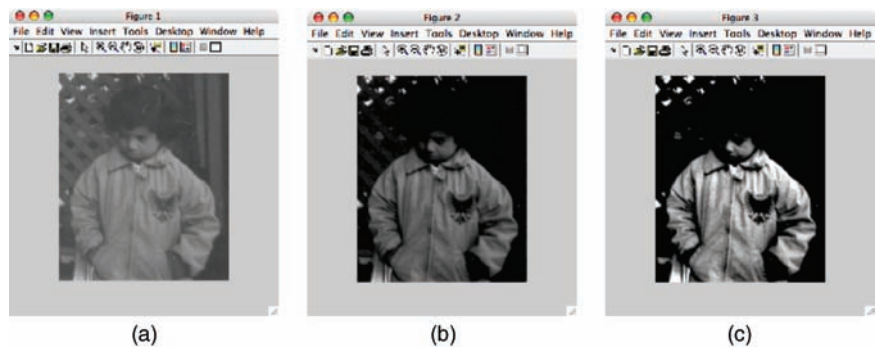 Figure 1
File Edit View Insert Tools Desktop Window Help
(a)
Figure 2
File Edit View Insert Tools Desktop Window Help
(b)
Figure 3
File Edit View Insert Tools Desktop Window Help
(c)